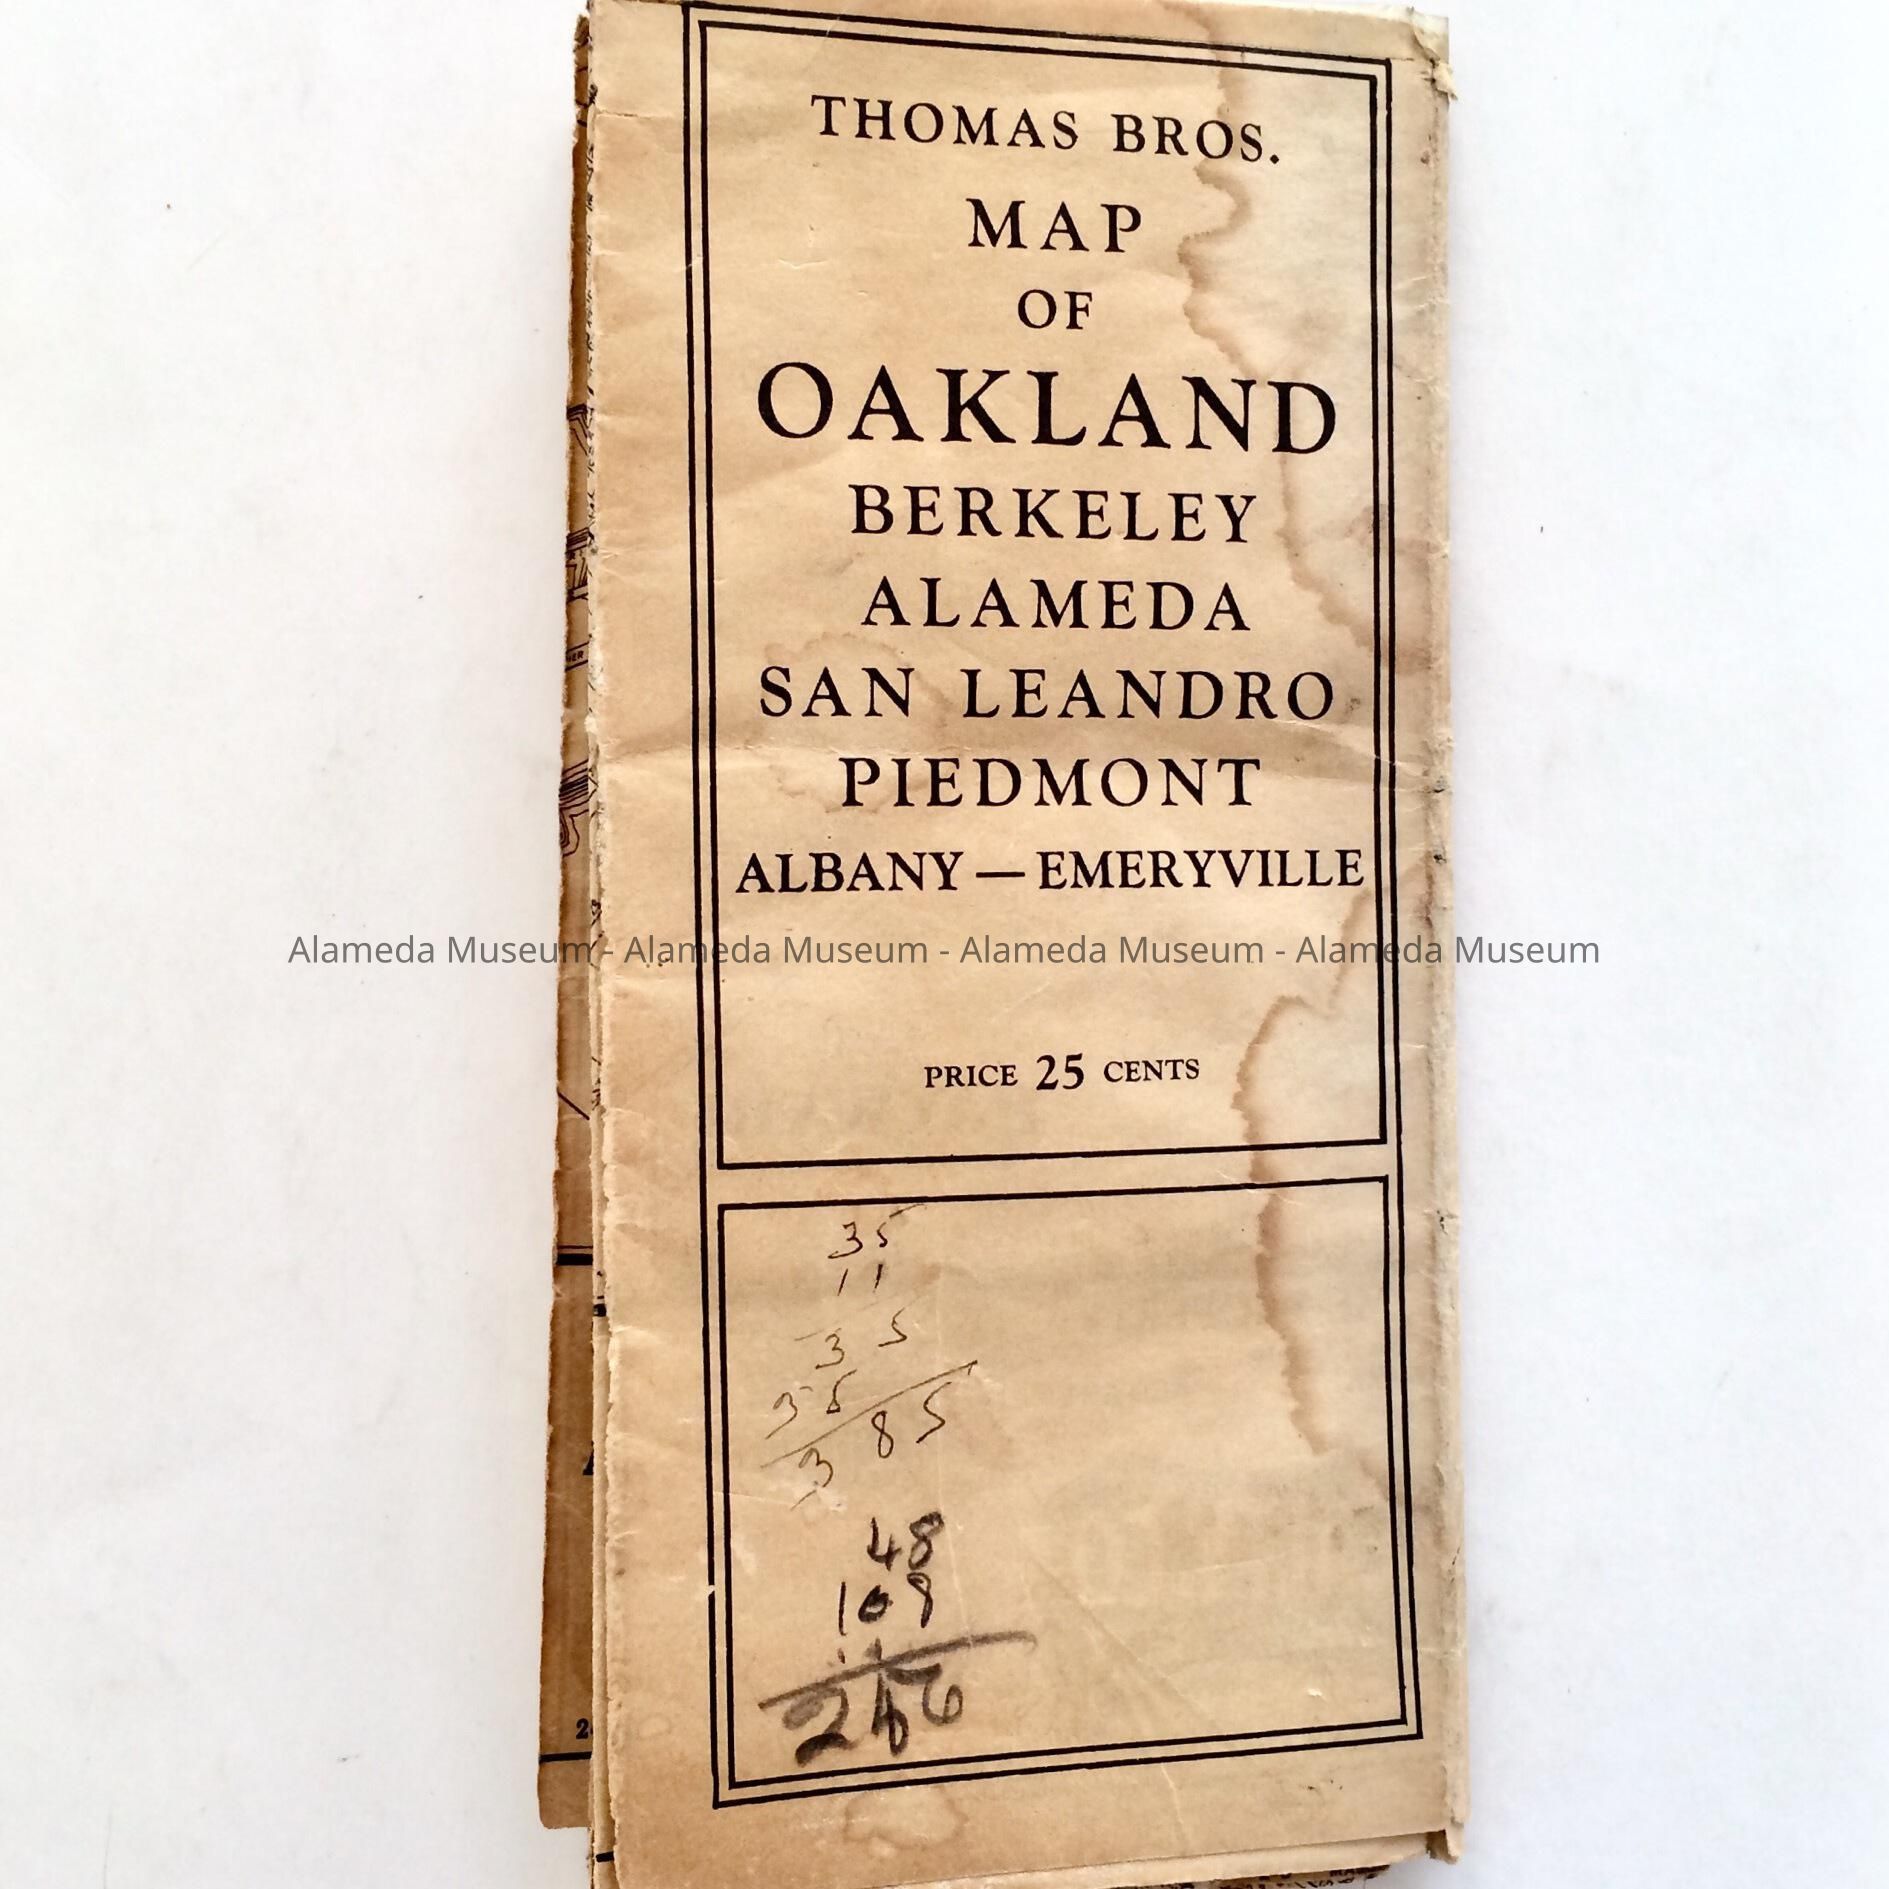 THOMAS BROS.
MAP
OF
OAKLAND
BERKELEY
ALAMEDA
SAN LEANDRO
PIEDMONT
ALBANY — EMERYVILLE
Alameda Museum - Alameda Museum - Alameda Museum - Alameda Museum
PRICE 25 CENTS
35
11
35
35
385
48
109